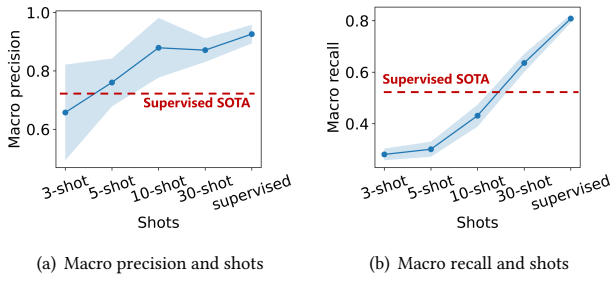 1.0
0.8
0.6
Macro precision
Supervised SOTA
3-shot
5-shot
10-shot
30-shot
supervised
Shots
(a) Macro precision and shots
0.8
0.6
0.4
Macro recall
Supervised SOTA
3-shot
5-shot
10-shot
30-shot
supervised
Shots
(b) Macro recall and shots